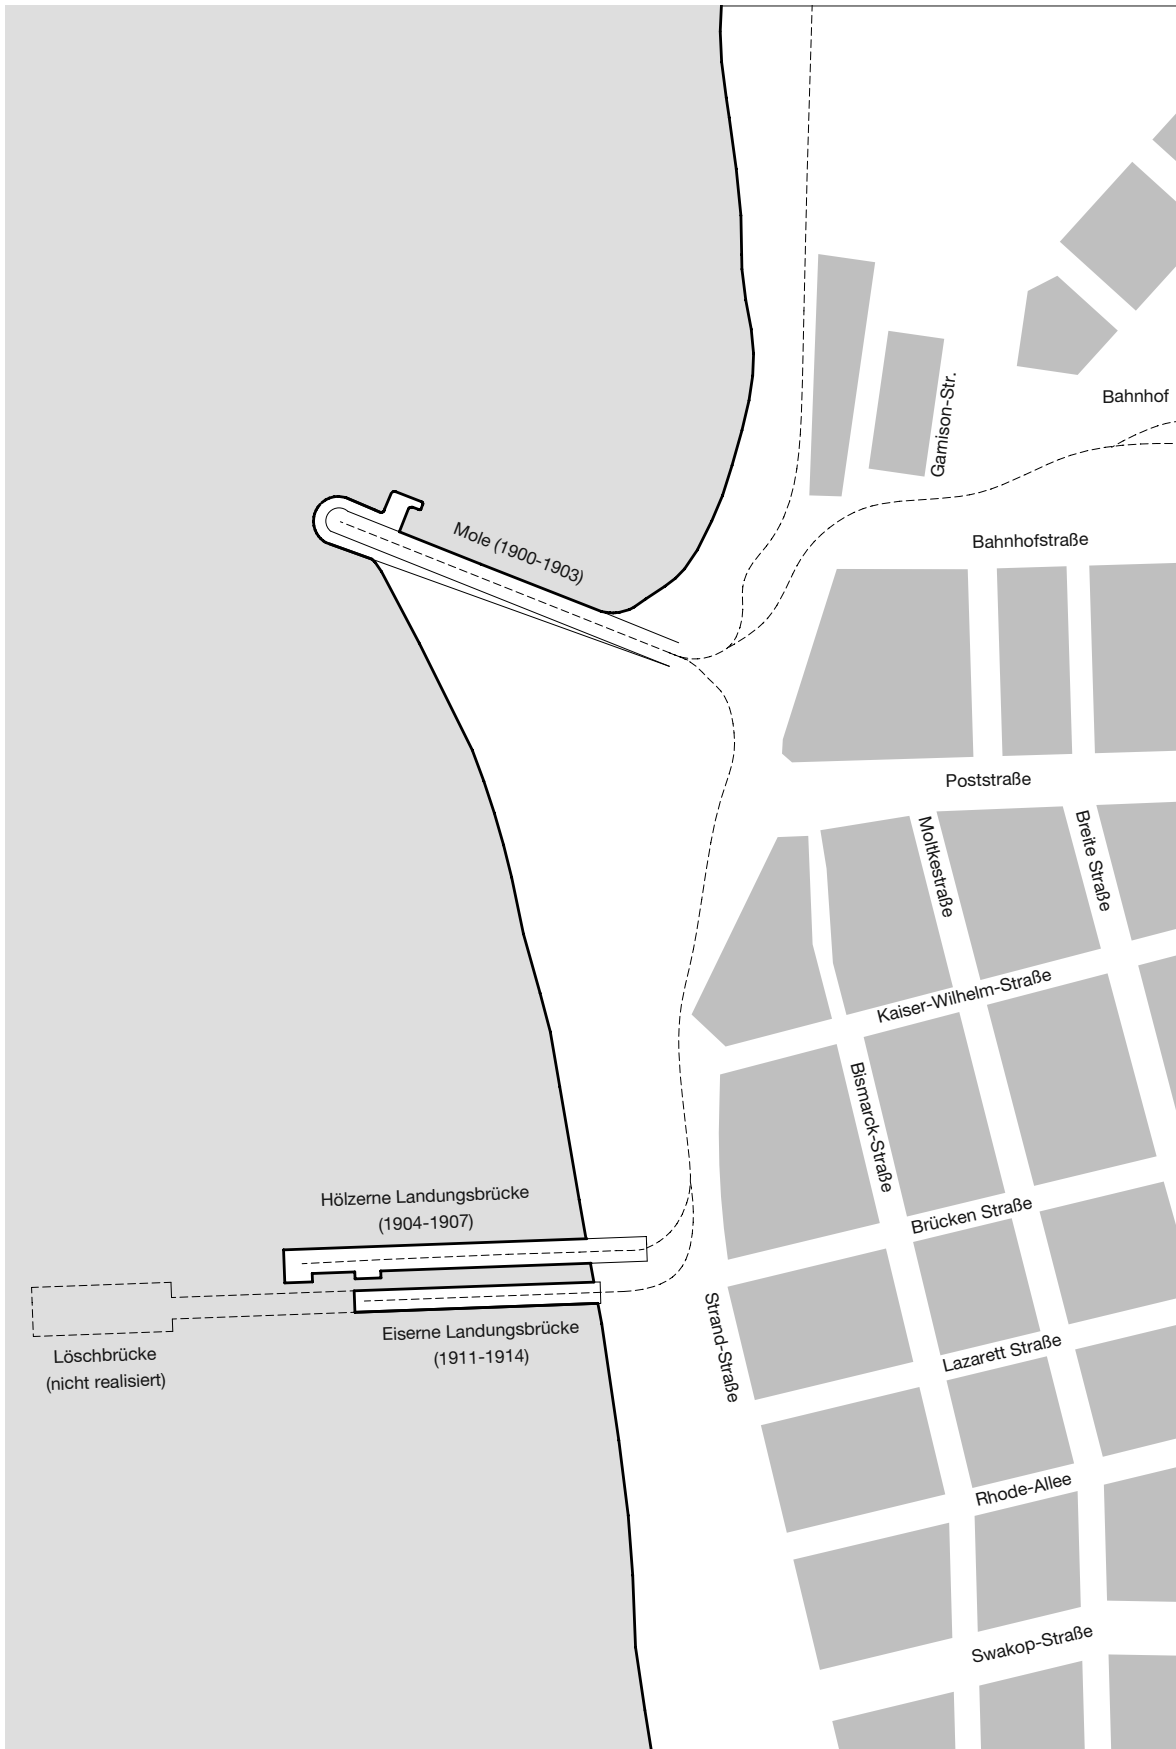 Garnison-Str.
Bahnhof
Mole (1900-1903)
Bahnhofstraße
Poststraße
Moltkestraße
Breite Straße
Kaiser-Wilhelm-Straße
Bismarck-Straße
Hölzerne Landungsbrücke
(1904-1907)
Brücken Straße
Eiserne Landungsbrücke
(1911-1914)
Löschbrücke
(nicht realisiert)
Strand-Straße
Lazarett Straße
Rhode-Allee
Swakop-Straße